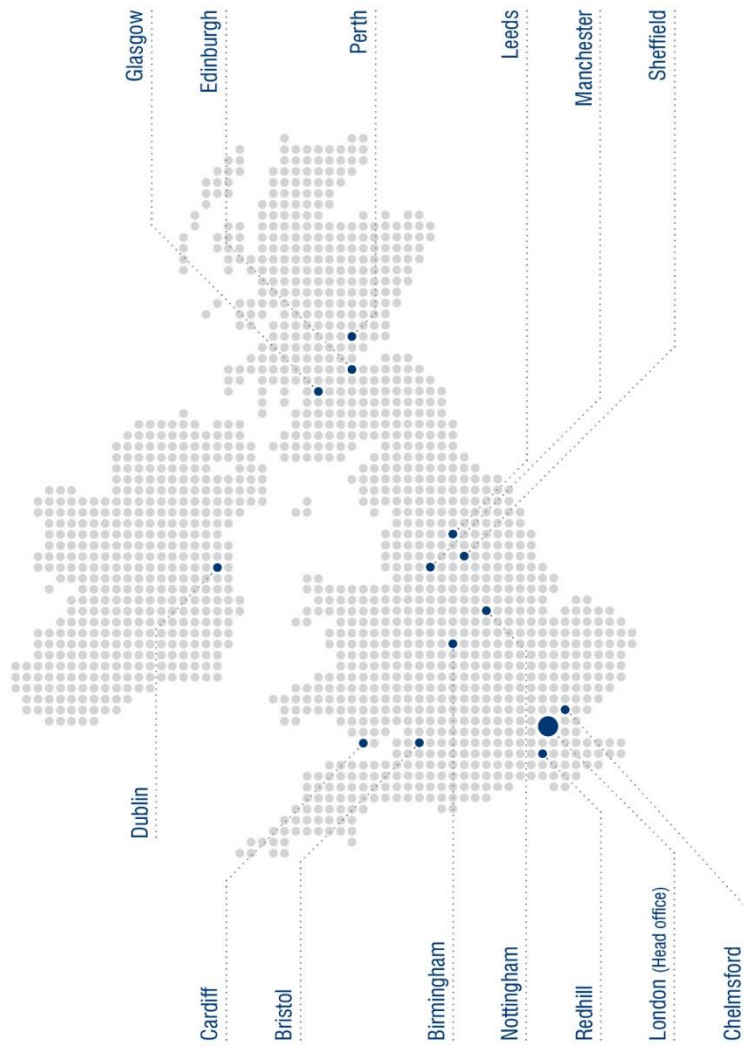 Glasgow
Edinburgh
Perth
Leeds
Manchester
Sheffield
Dublin
Cardiff
Bristol
Birmingham
Nottingham
Redhill
London (Head office)
Chelmsford